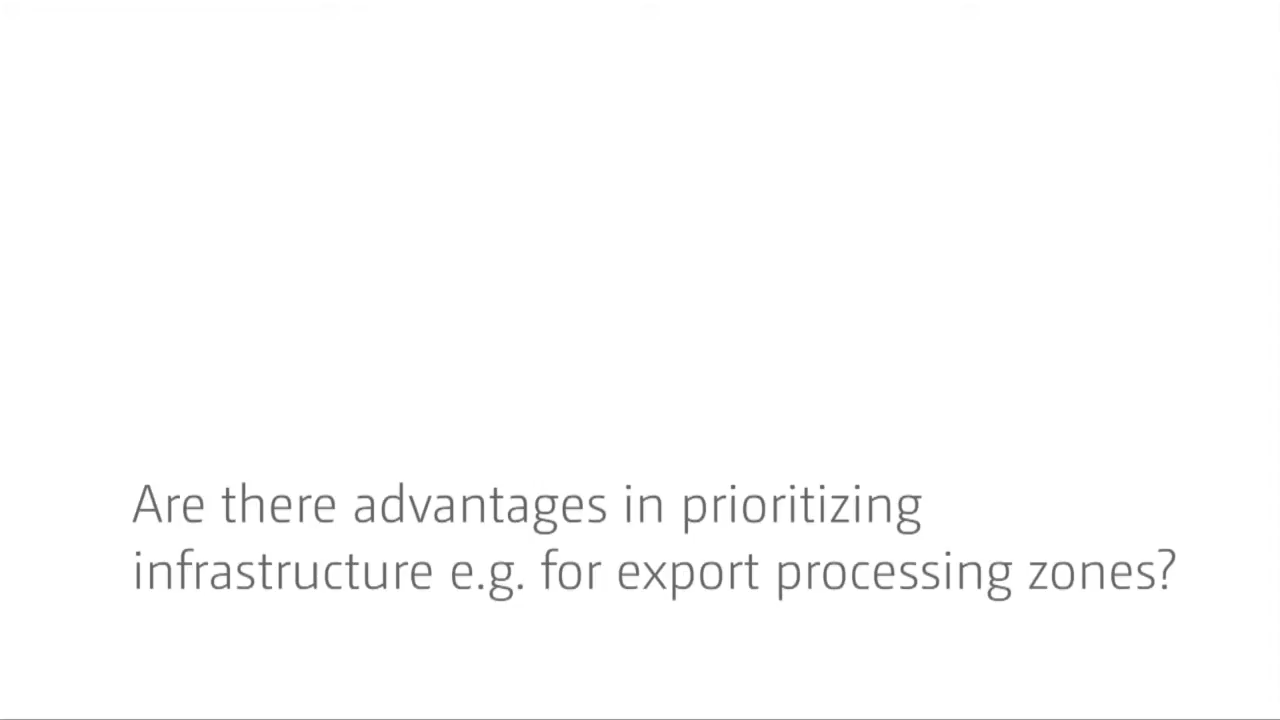 Are there advantages in prioritizing
infrastructure e.g. for export processing zones?